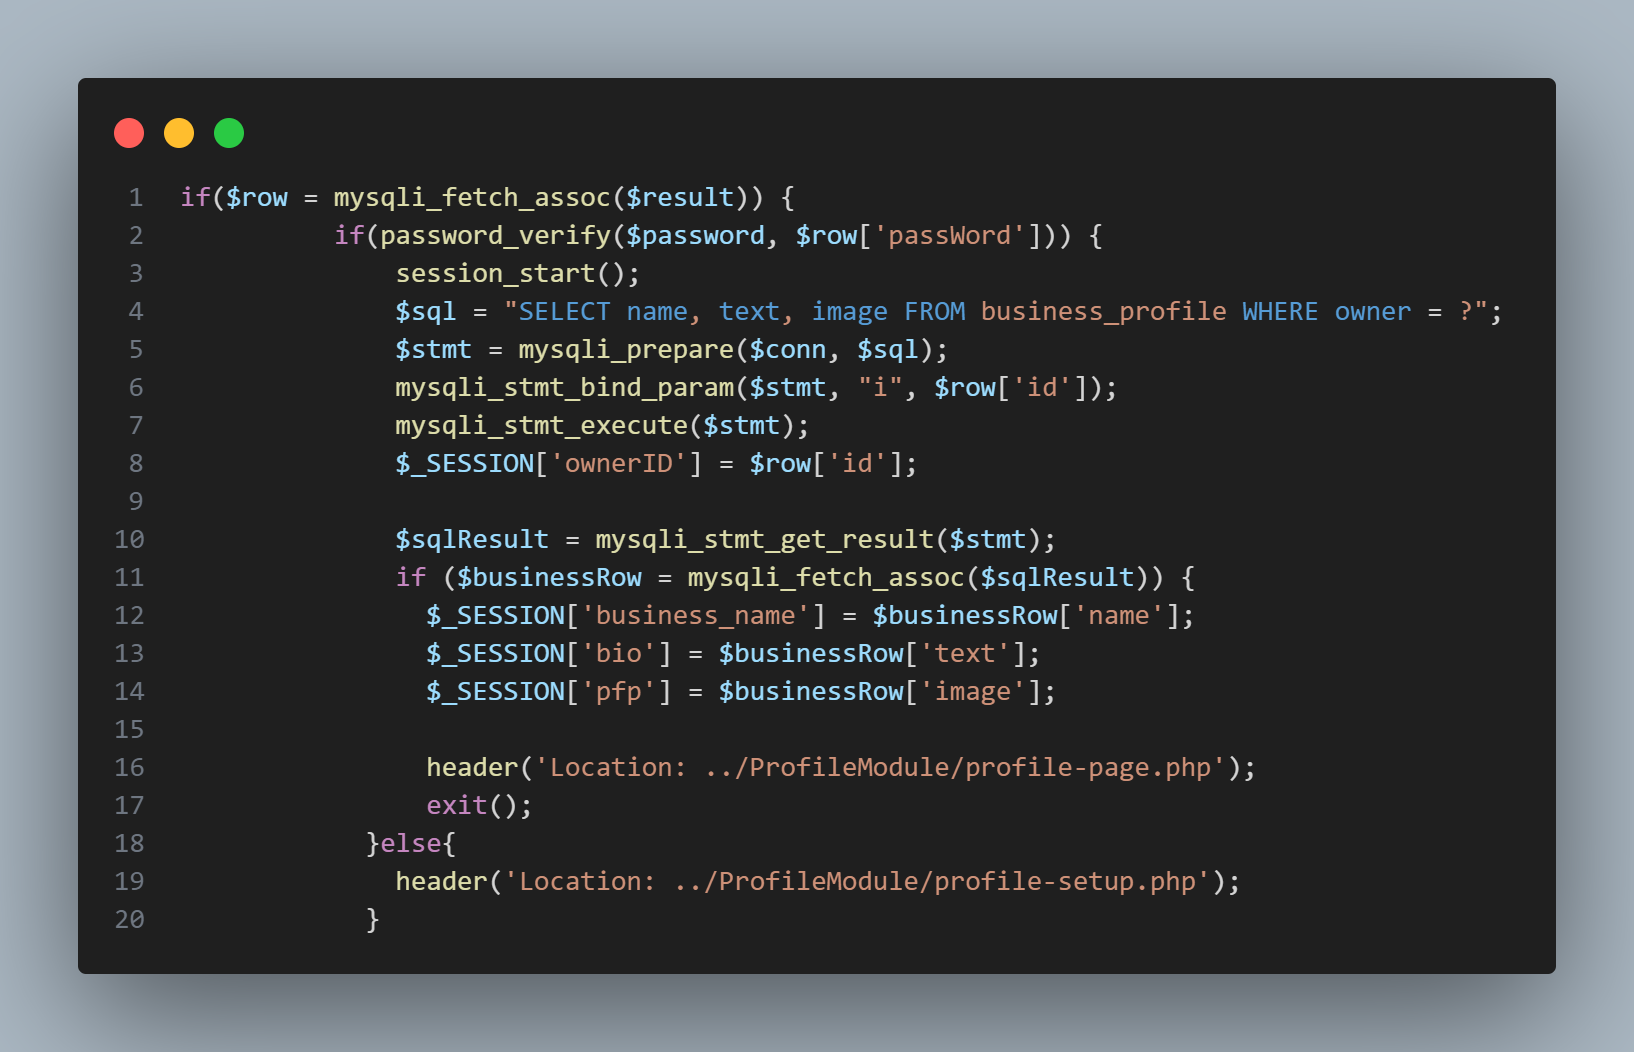 1 if($row = mysqli_fetch_assoc($result)) {
2           if(password_verify($password, $row['passWord'])) {
3               session_start();
4               $sql = "SELECT name, text, image FROM business_profile WHERE owner = ?";
5               $stmt = mysqli_prepare($conn, $sql);
6               mysqli_stmt_bind_param($stmt, "i", $row['id']);
7               mysqli_stmt_execute($stmt);
8               $_SESSION['ownerID'] = $row['id'];
9
10               $sqlResult = mysqli_stmt_get_result($stmt);
11               if ($businessRow = mysqli_fetch_assoc($sqlResult)) {
12                 $_SESSION['business_name'] = $businessRow['name'];
13                 $_SESSION['bio'] = $businessRow['text'];
14                 $_SESSION['pfp'] = $businessRow['image'];
15
16                 header('Location: ../ProfileModule/profile-page.php');
17                 exit();
18             }else{
19               header('Location: ../ProfileModule/profile-setup.php');
20             }